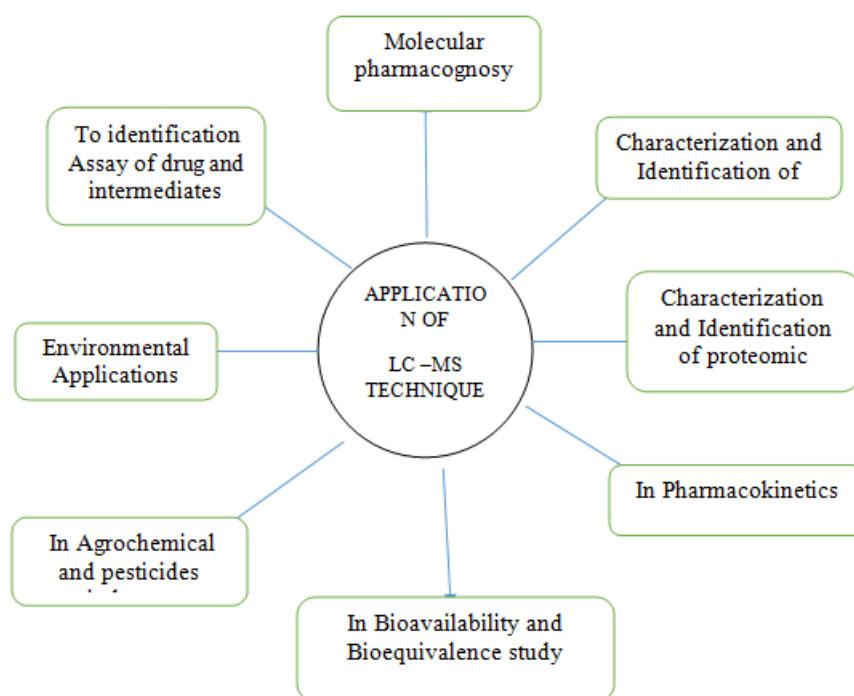 Molecular
pharmacognosy
To identification
Assay of drug and
intermediates
Characterization and
Identification of
APPLICATIO
N OF
LC –MS
TECHNIQUE
Characterization
and Identification
of proteomic
Environmental
Applications
In Pharmacokinetics
In Agrochemical
and pesticides
In Bioavailability and
Bioequivalence study